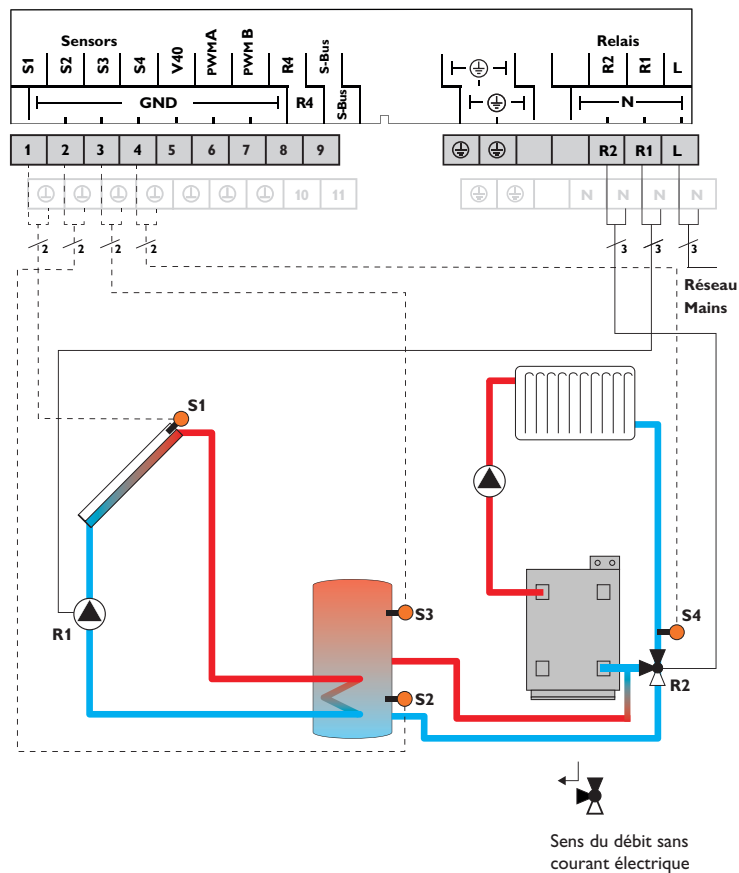 Sensors
Relais
S1 S2 S3 S4 V40 PWMA PWM B R4 S-Bus
R2 R1 L
GND R4 S-Bus
N
1 2 3 4 5 6 7 8 9
R2 R1 L
10 11
N N N N
2 2 2 2
3 3 3
Réseau
Mains
S1
S4
S3
R1
R2
S2
Sens du débit sans
courant électrique